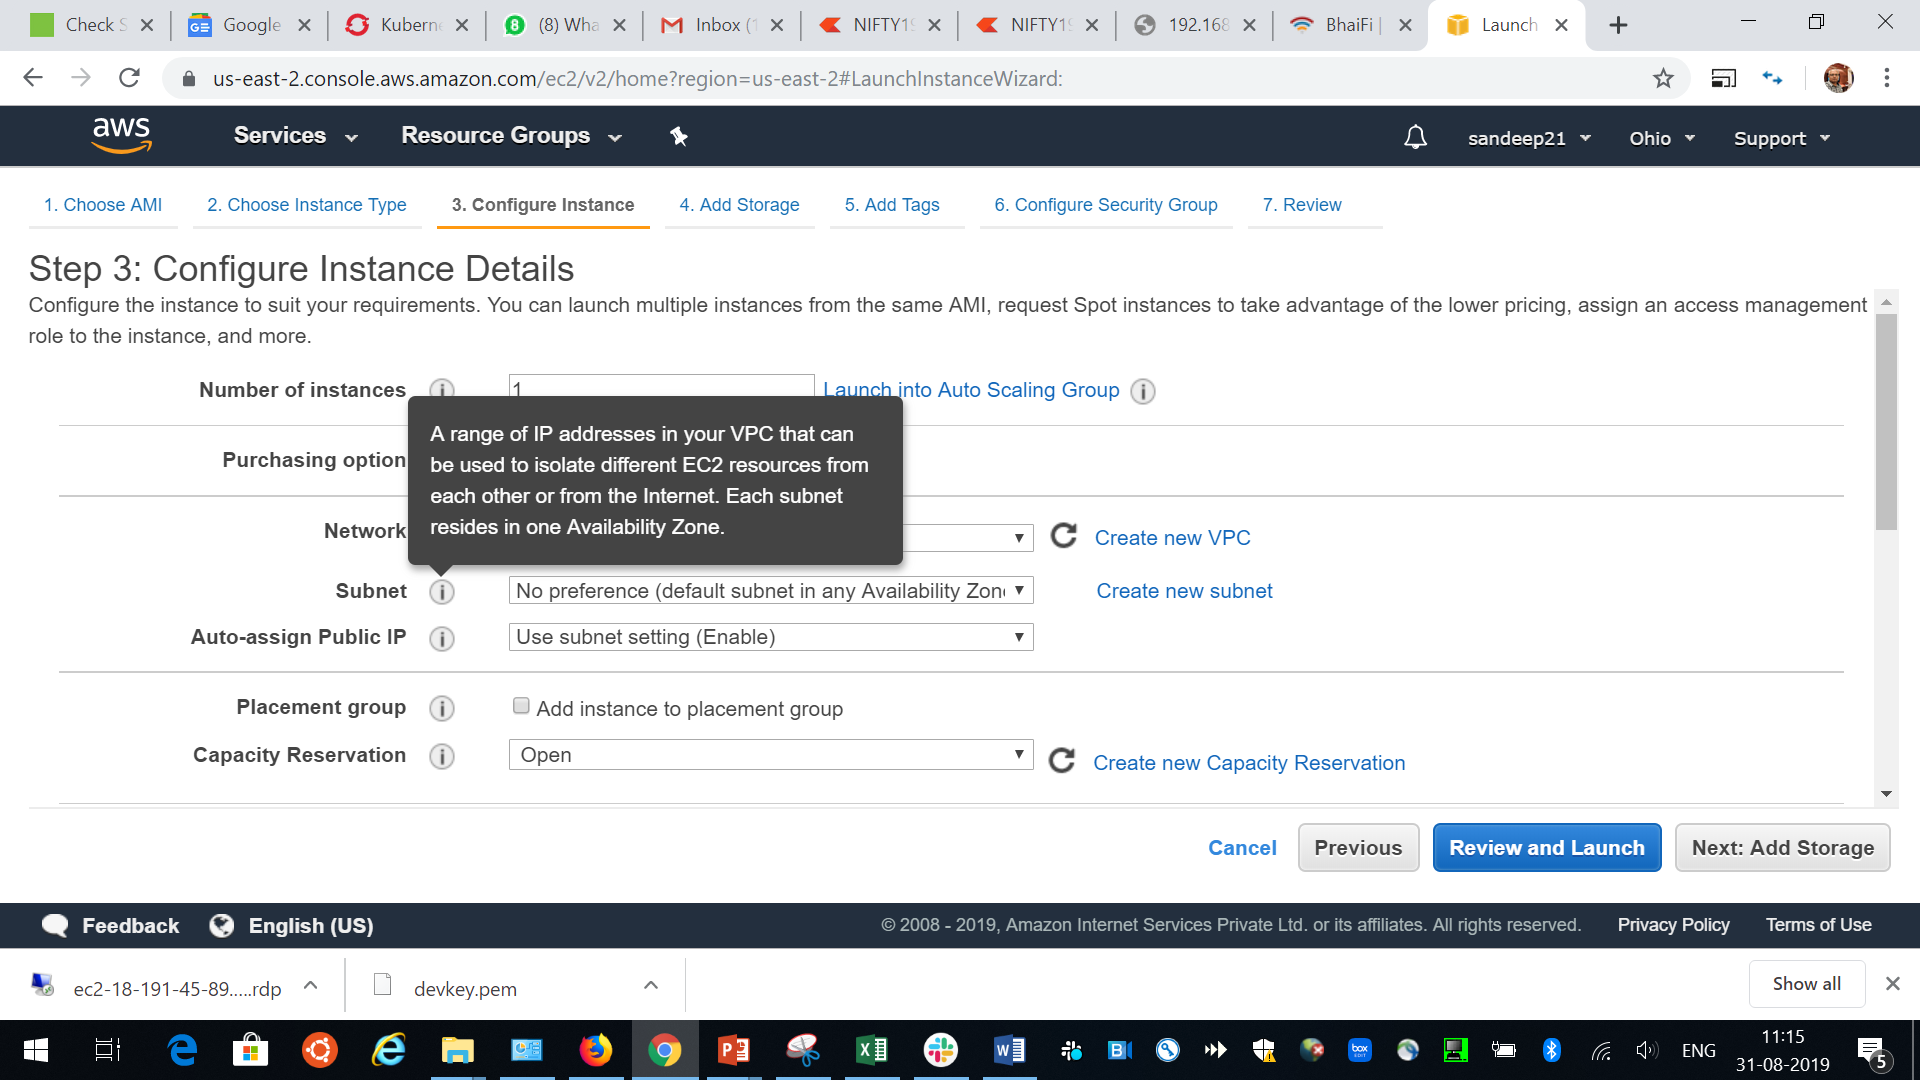 Check S
Google
Kuberne
(8) Wha
Inbox (1
NIFTY19
NIFTY19
192.168
BhaiFi |
Launch
us-east-2.console.aws.amazon.com/ec2/v2/home?region=us-east-2#LaunchInstanceWizard:
aws
Services
Resource Groups
sandeep21
Ohio
Support
1. Choose AMI
2. Choose Instance Type
3. Configure Instance
4. Add Storage
5. Add Tags
6. Configure Security Group
7. Review
Step 3: Configure Instance Details
Configure the instance to suit your requirements. You can launch multiple instances from the same AMI, request Spot instances to take advantage of the lower pricing, assign an access management
role to the instance, and more.
Number of instances
1
Launch into Auto Scaling Group
A range of IP addresses in your VPC that can
be used to isolate different EC2 resources from
each other or from the Internet. Each subnet
resides in one Availability Zone.
Purchasing option
Network
Create new VPC
Subnet
No preference (default subnet in any Availability Zon
Create new subnet
Auto-assign Public IP
Use subnet setting (Enable)
Placement group
Add instance to placement group
Capacity Reservation
Open
Create new Capacity Reservation
Cancel
Previous
Review and Launch
Next: Add Storage
Feedback
English (US)
© 2008 - 2019, Amazon Internet Services Private Ltd. or its affiliates. All rights reserved.
Privacy Policy
Terms of Use
ec2-18-191-45-89.....rdp
devkey.pem
Show all
ENG
11:15
31-08-2019
5